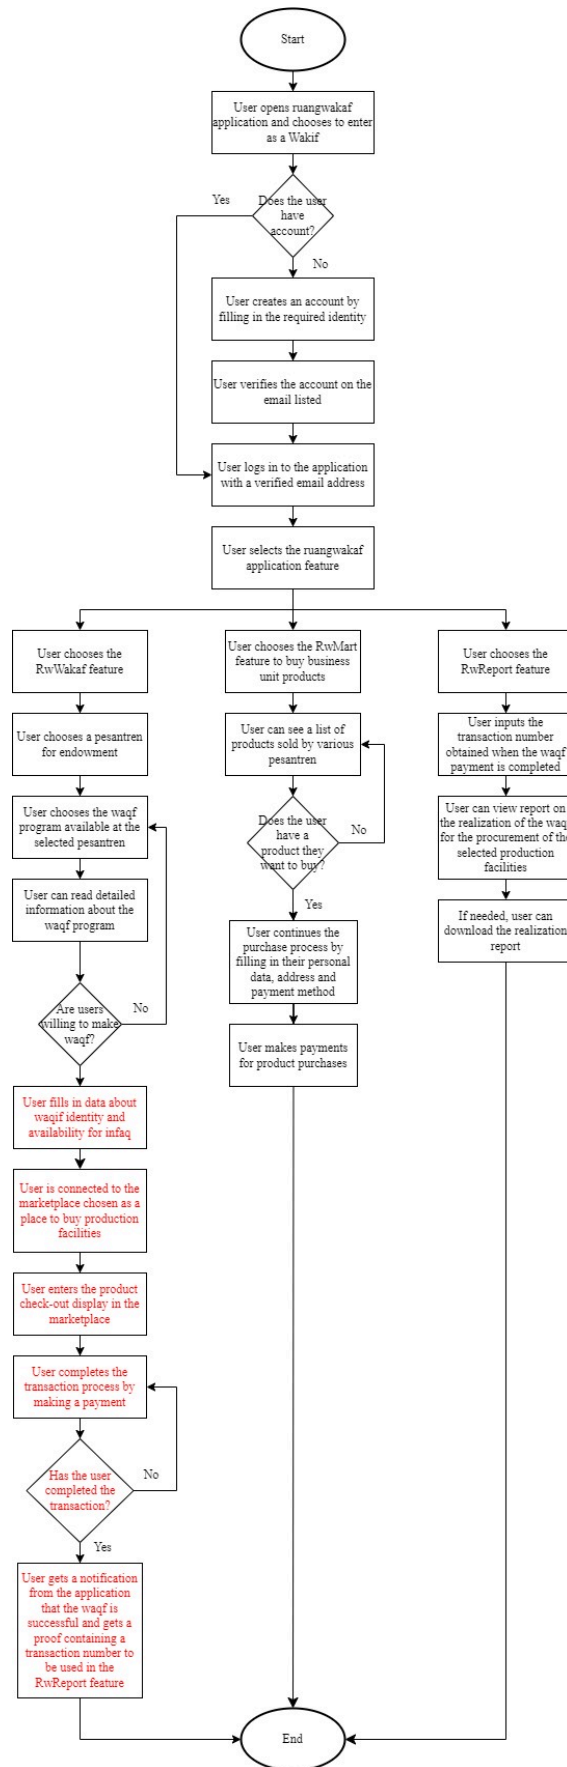 Start
User opens ruangwakaf
application and chooses to enter
as a Wakif
Yes
Does the user
have
account?
No
User creates an account by
filling in the required identity
User verifies the account on the
email listed
User logs in to the application
with a verified email address
User selects the ruangwakaf
application feature
User chooses the
RwWakaf feature
User chooses a pesantren
for endowment
User chooses the waqf
program available at the
selected pesantren
User can read detailed
information about the
waqf program
No
Are users
willing to make
waqf?
User fills in data about
waqif identity and
availability for infaq
User is connected to the
marketplace chosen as a
place to buy production
facilities
User enters the product
check-out display in the
marketplace
User completes the
transaction process by
making a payment
Has the user
completed the
transaction?
No
Yes
User gets a notification
from the application
that the waqf is
successful and gets a
proof containing a
transaction number to
be used in the
RwReport feature
User chooses the RwMart
feature to buy business
unit products
User can see a list of
products sold by various
pesantren
Does the user
have a
product they
want to buy?
No
Yes
User continues the
purchase process by
filling in their personal
data, address and
payment method
User makes payments
for product purchases
User chooses the
RwReport feature
User inputs the
transaction number
obtained when the waqf
payment is completed
User can view report on
the realization of the waqf
for the procurement of the
selected production
facilities
If needed, user can
download the realization
report
End